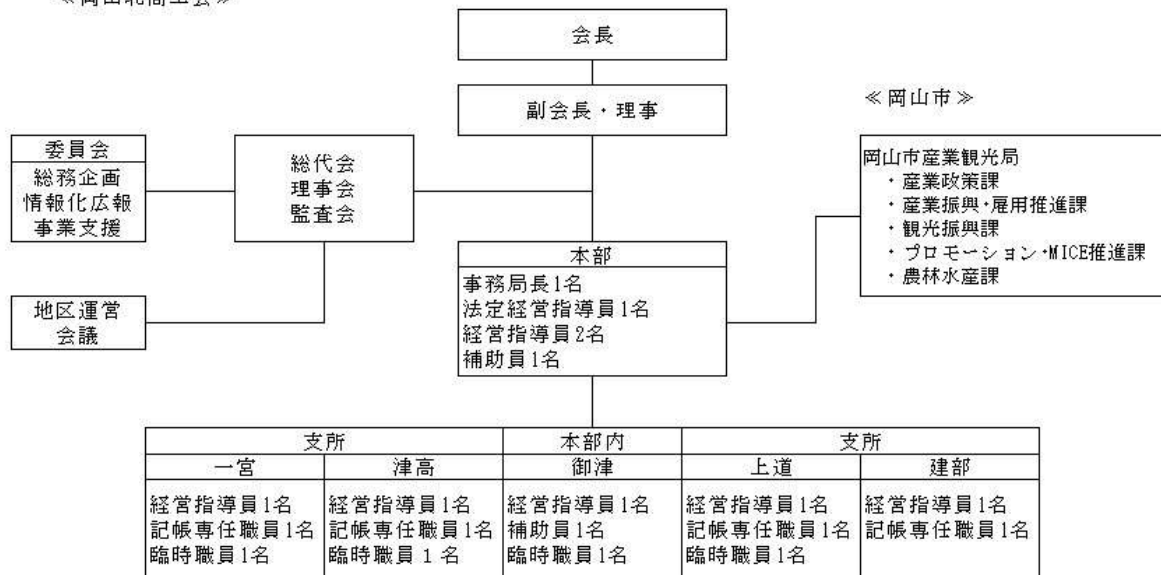 ≪岡山北商工会≫
会長
副会長・理事
≪岡山市≫
委員会
総務企画
情報化広報
事業支援
総代会
理事会
監査会
岡山市産業観光局
・産業政策課
・産業振興・雇用推進課
・観光振興課
・プロモーション・MICE推進課
・農林水産課
地区運営
会議
本部
事務局長1名
法定経営指導員1名
経営指導員2名
補助員1名
支所
本部内
支所
一宮
津高
御津
上道
建部
経営指導員1名
記帳専任職員1名
臨時職員1名
経営指導員1名
記帳専任職員1名
臨時職員１名
経営指導員1名
補助員1名
臨時職員1名
経営指導員1名
記帳専任職員1名
臨時職員1名
経営指導員1名
記帳専任職員1名